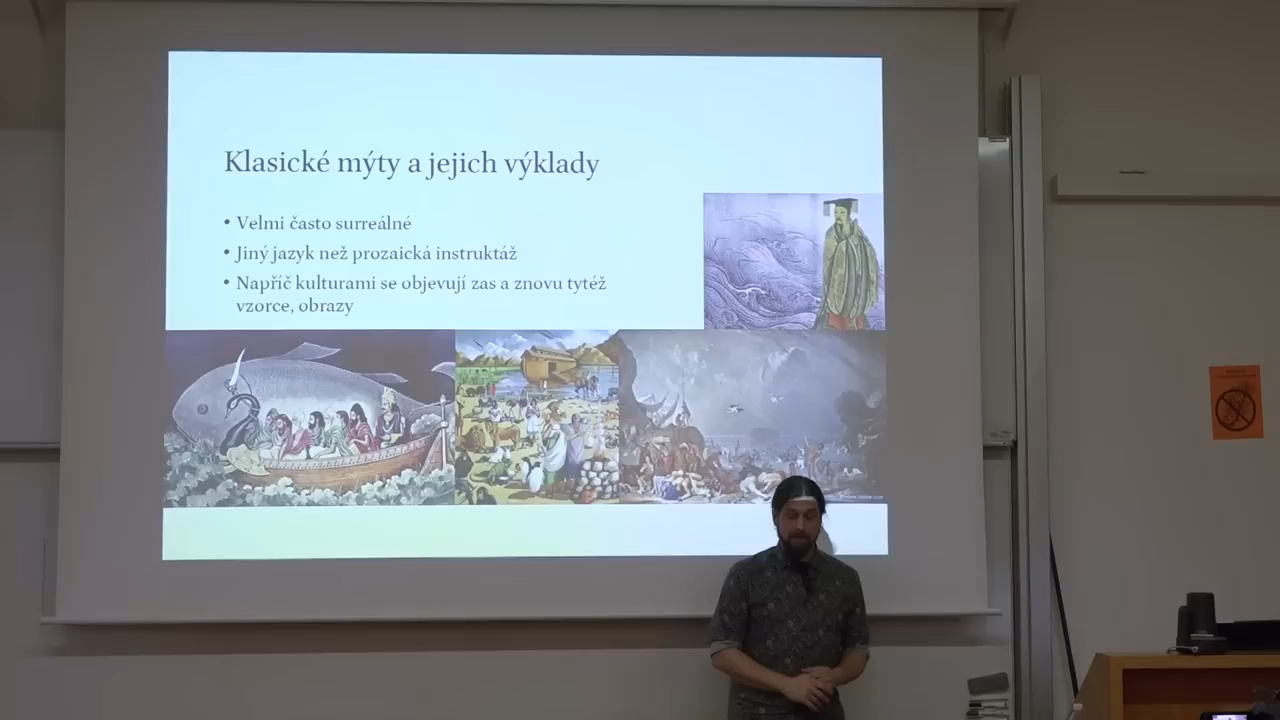 Klasické mýty a jejich výklady
• Velmi často surreálné
• Jiný jazyk než prozaická instruktáž
• Napříč kulturami se objevují zas a znovu tytéž
vzorce, obrazy